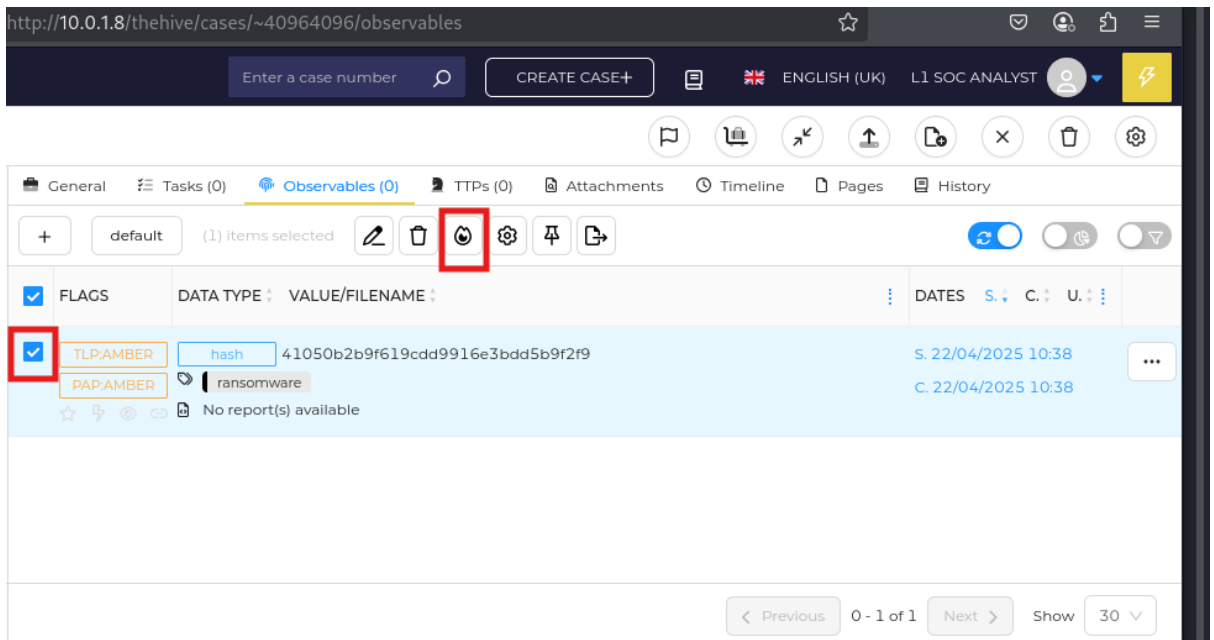 http://10.0.1.8/thehive/cases/~40964096/observables
Enter a case number
CREATE CASE+
ENGLISH (UK)
L1 SOC ANALYST
General Tasks (0) Observables (0) TTPs (0) Attachments Timeline Pages History
+ default (1) items selected
FLAGS DATA TYPE VALUE/FILENAME DATES S. C. U.
TLP:AMBER hash 41050b2b9f619cdd9916e3bdd5b9f2f9 S. 22/04/2025 10:38
PAP:AMBER ransomware C. 22/04/2025 10:38
No report(s) available
Previous 0 - 1 of 1 Next Show 30